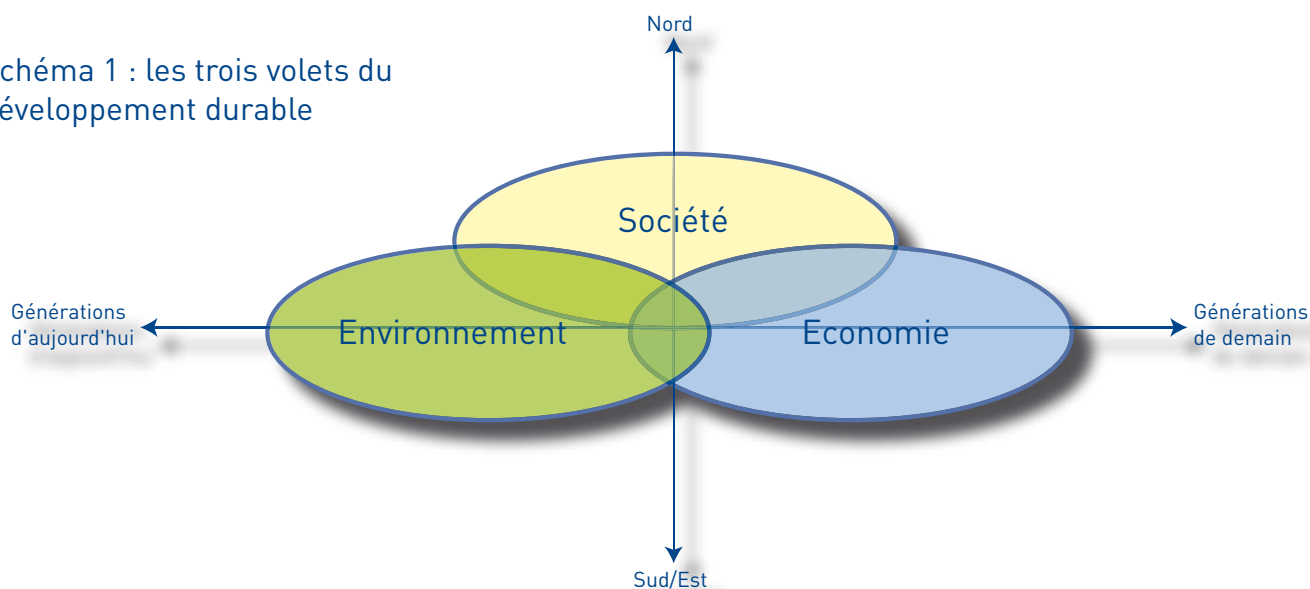 Nord
chéma 1 : les trois volets du
éveloppement durable
Société
Générations
d'aujourd'hui
Environnement
Economie
Générations
de demain
Sud/Est